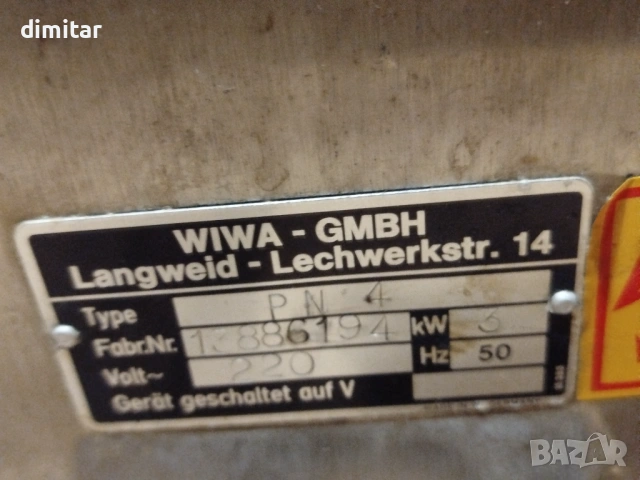 dimitar
WIWA - GMBH
Langweid - Lechwerkstr. 14
Type PN 4
Fabr.Nr. 13886194 kW 3
Volt~ 220 Hz 50
Gerät geschaltet auf V
BAZAR